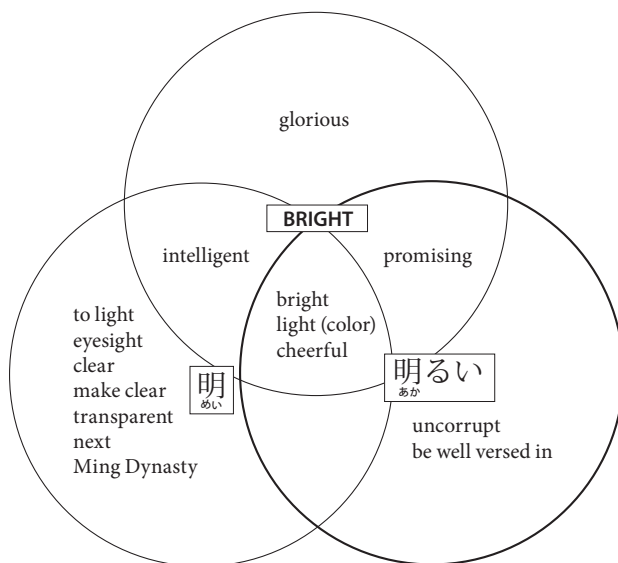 glorious
BRIGHT
intelligent
promising
bright
light (color)
cheerful
to light
eyesight
clear
make clear
transparent
next
Ming Dynasty
明
めい
明るい
あか
uncorrupt
be well versed in